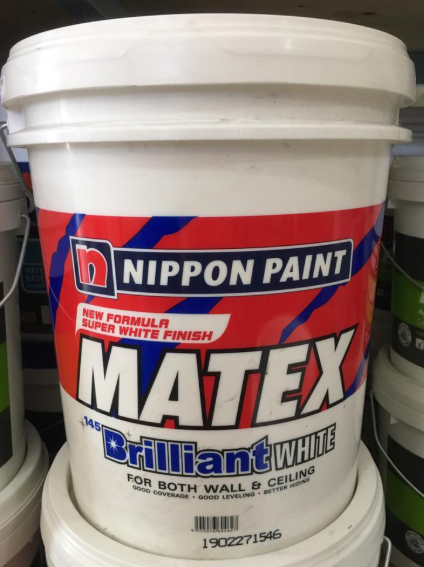 n NIPPON PAINT
NEW FORMULA
SUPER WHITE FINISH
MATEX
145 Brilliant WHITE
FOR BOTH WALL & CEILING
GOOD COVERAGE • GOOD LEVELING • BETTER HIDING
1902271546